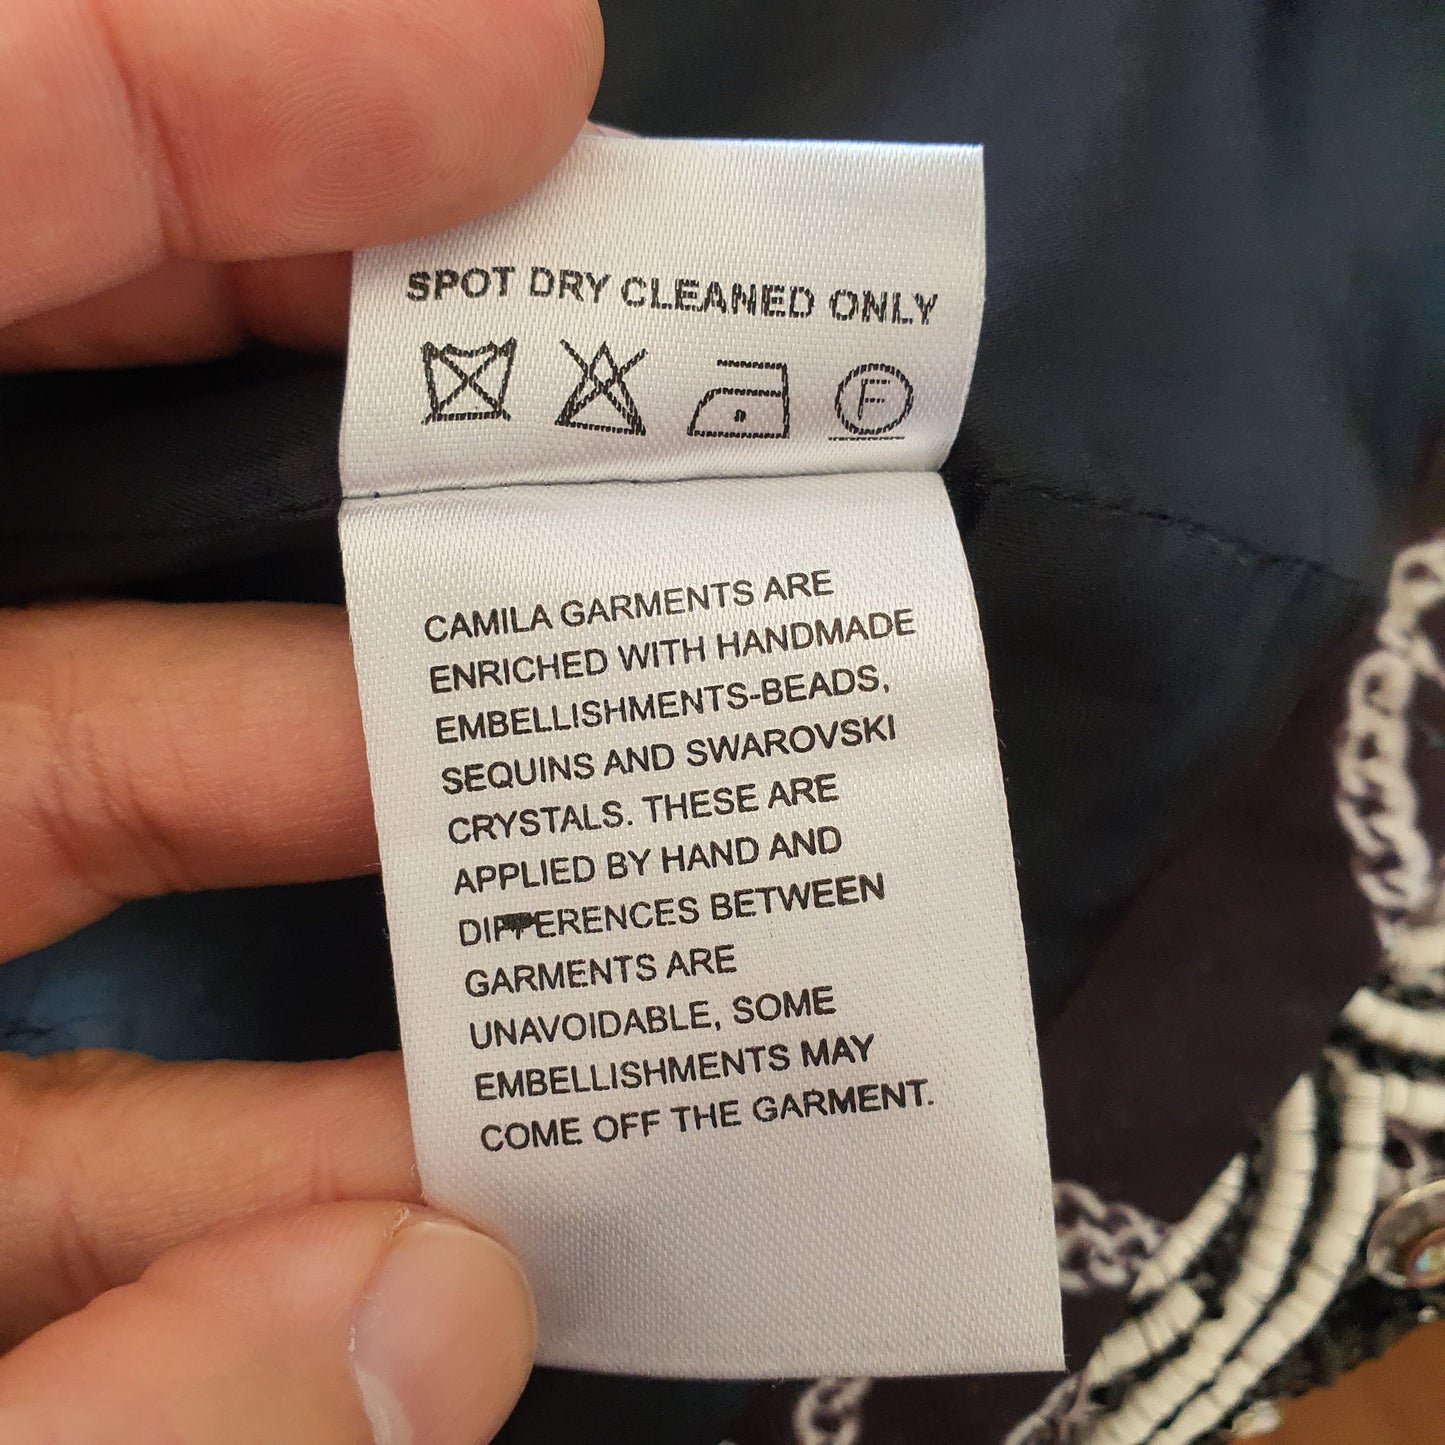 SPOT DRY CLEANED ONLY
F
CAMILA GARMENTS ARE
ENRICHED WITH HANDMADE
EMBELLISHMENTS-BEADS,
SEQUINS AND SWAROVSKI
CRYSTALS. THESE ARE
APPLIED BY HAND AND
DIFFERENCES BETWEEN
GARMENTS ARE
UNAVOIDABLE, SOME
EMBELLISHMENTS MAY
COME OFF THE GARMENT.